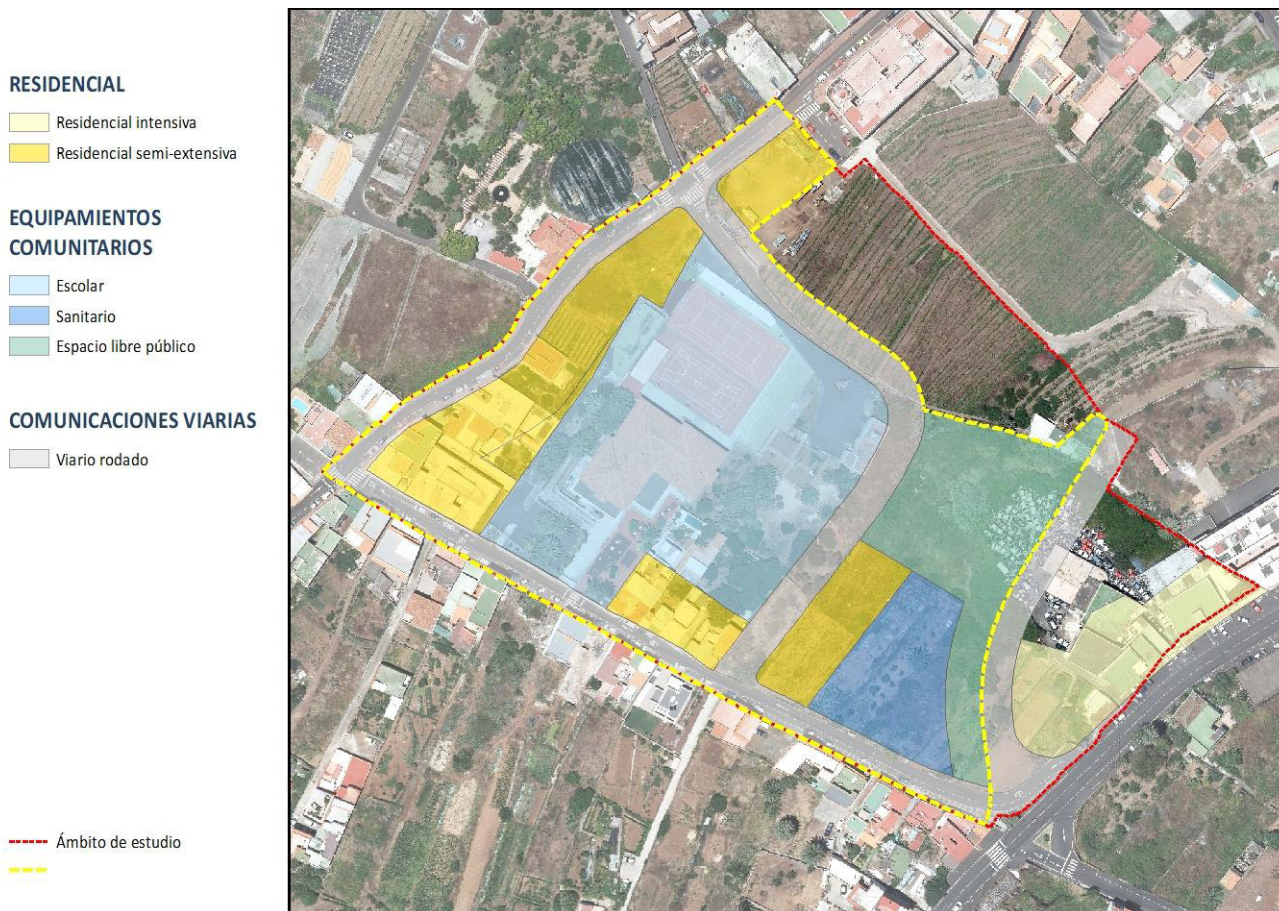 RESIDENCIAL
Residencial intensiva
Residencial semi-extensiva
EQUIPAMIENTOS
COMUNITARIOS
Escolar
Sanitario
Espacio libre público
COMUNICACIONES VIARIAS
Viario rodado
Ámbito de estudio